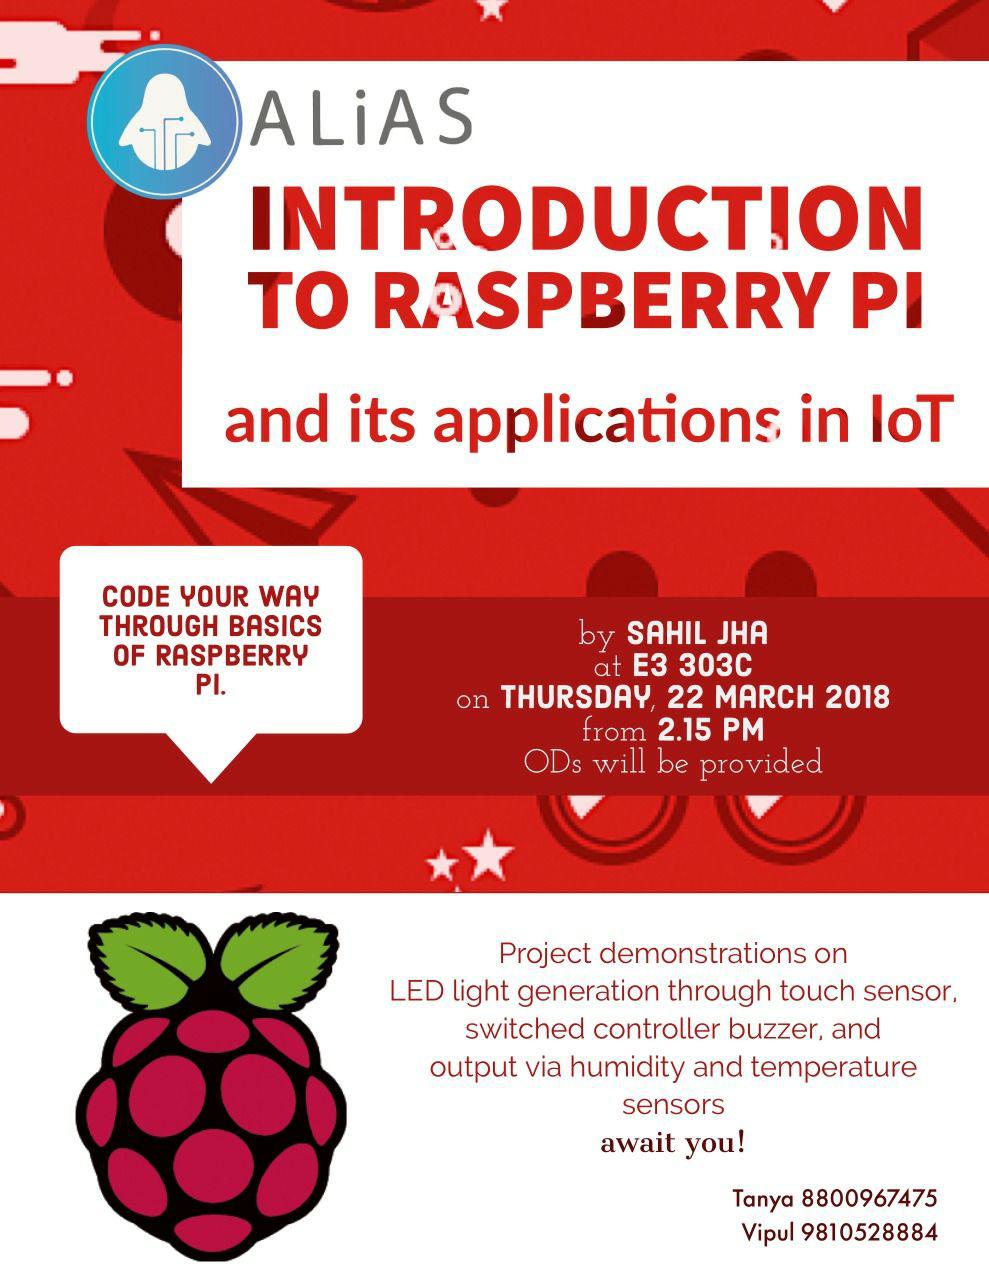 ALiAS
INTRODUCTION
TO RASPBERRY PI
and its applications in IoT
CODE YOUR WAY
THROUGH BASICS
OF RASPBERRY
PI.
by SAHIL JHA
at E3 303C
on THURSDAY, 22 MARCH 2018
from 2.15 PM
ODs will be provided
Project demonstrations on
LED light generation through touch sensor,
switched controller buzzer, and
output via humidity and temperature
sensors
await you!
Tanya 8800967475
Vipul 9810528884